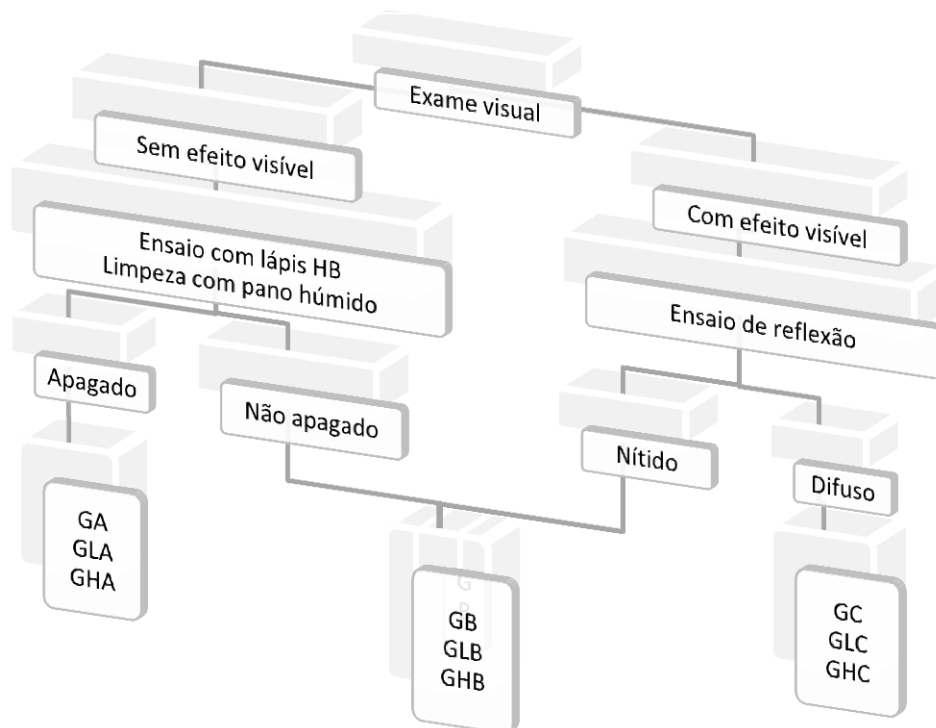 Exame visual
Sem efeito visível
Com efeito visível
Ensaio com lápis HB
Limpeza com pano húmido
Ensaio de reflexão
Apagado
Não apagado
Nítido
Difuso
GA
GLA
GHA
GB
GLB
GHB
GC
GLC
GHC